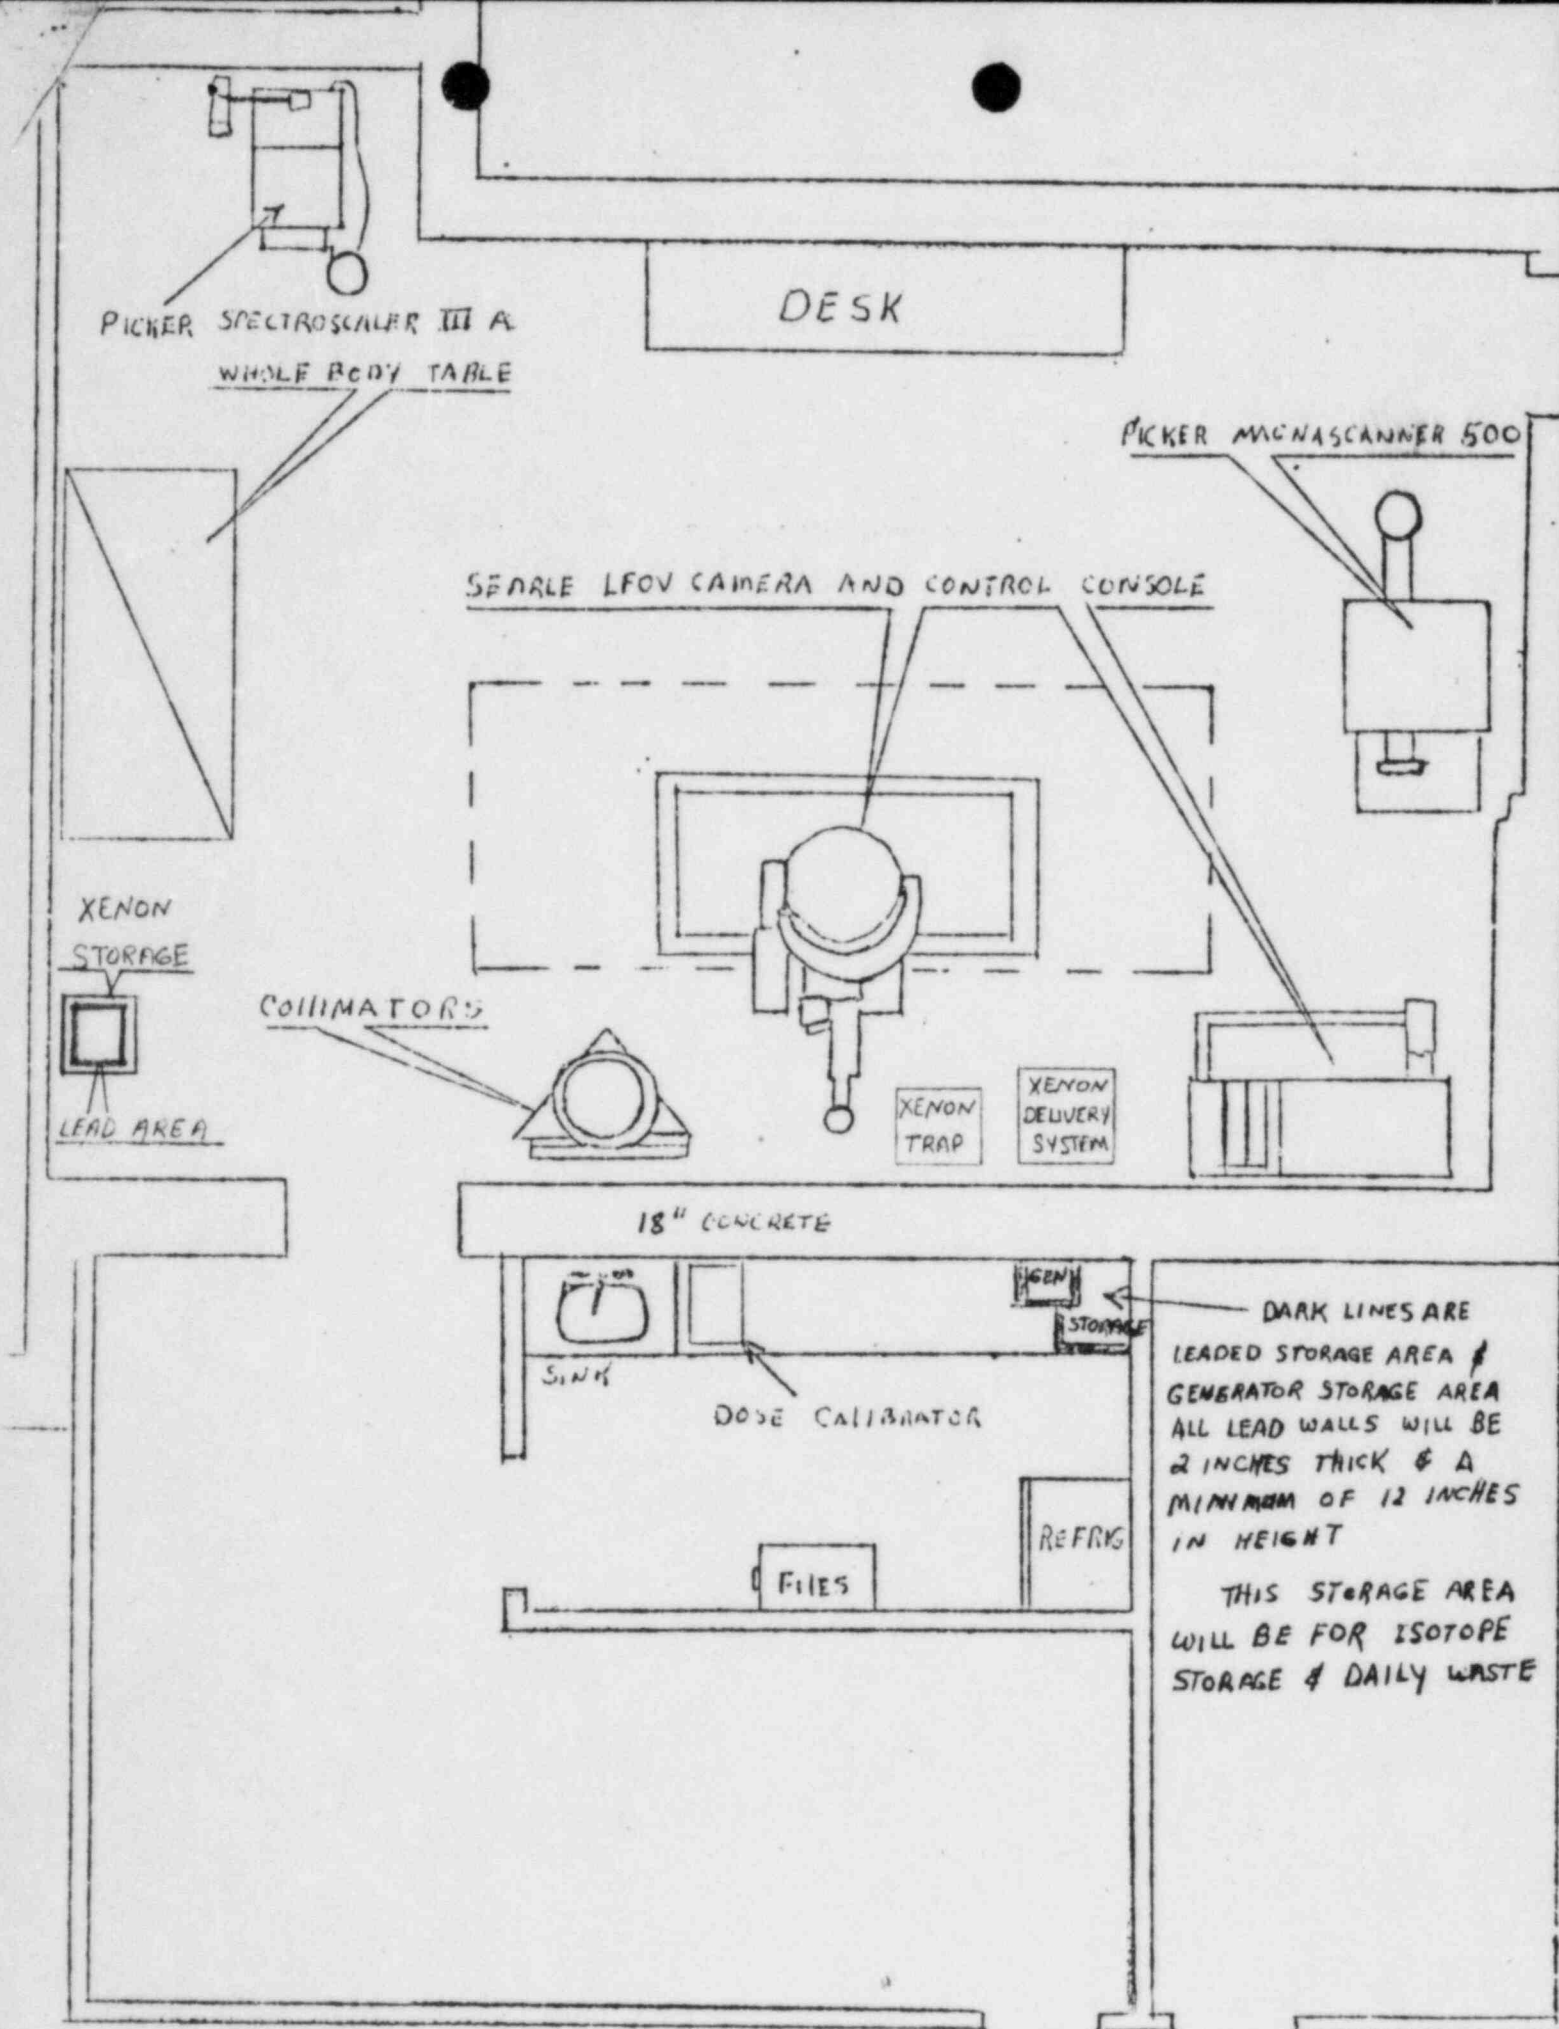 DESK
PICKER SPECTROSCALER III A
WHOLE BODY TABLE
PICKER MAGNASCANNER 500
SEARLE LFOV CAMERA AND CONTROL CONSOLE
XENON
STORAGE
LEAD AREA
COllIMATORS
XENON
TRAP
XENON
DELIVERY
SYSTEM
18" CONCRETE
SINK
DOSE CAlIBRATOR
GEN
STORAGE
REFRIG
FIlES
DARK LINES ARE
LEADED STORAGE AREA &
GENERATOR STORAGE AREA
ALL LEAD WALLS WILL BE
2 INCHES THICK & A
MINIMUM OF 12 INCHES
IN HEIGHT
THIS STORAGE AREA
WILL BE FOR ISOTOPE
STORAGE & DAILY WASTE